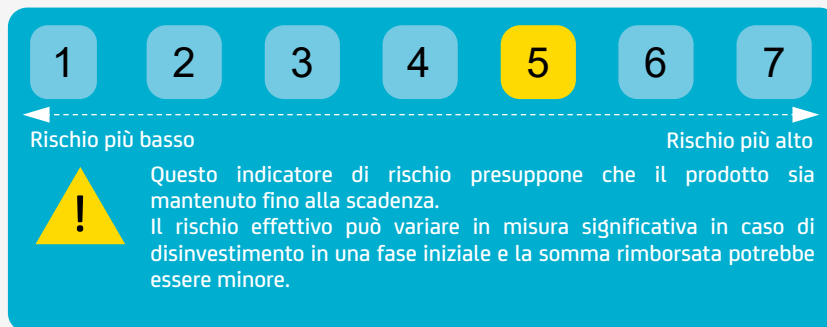 1 2 3 4 5 6 7
Rischio più basso Rischio più alto
!
Questo indicatore di rischio presuppone che il prodotto sia
mantenuto fino alla scadenza.
Il rischio effettivo può variare in misura significativa in caso di
disinvestimento in una fase iniziale e la somma rimborsata potrebbe
essere minore.